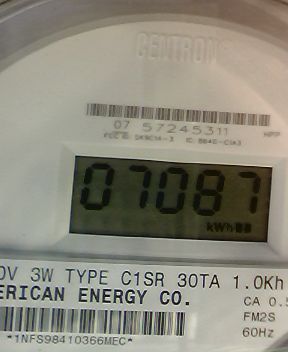 CENTRON
07 57245311
07087
kWh
0V 3W TYPE C1SR 30TA 1.0Kh
ERICAN ENERGY CO.
CA 0.5
FM2S
60Hz
*1NFS98410366MEC*